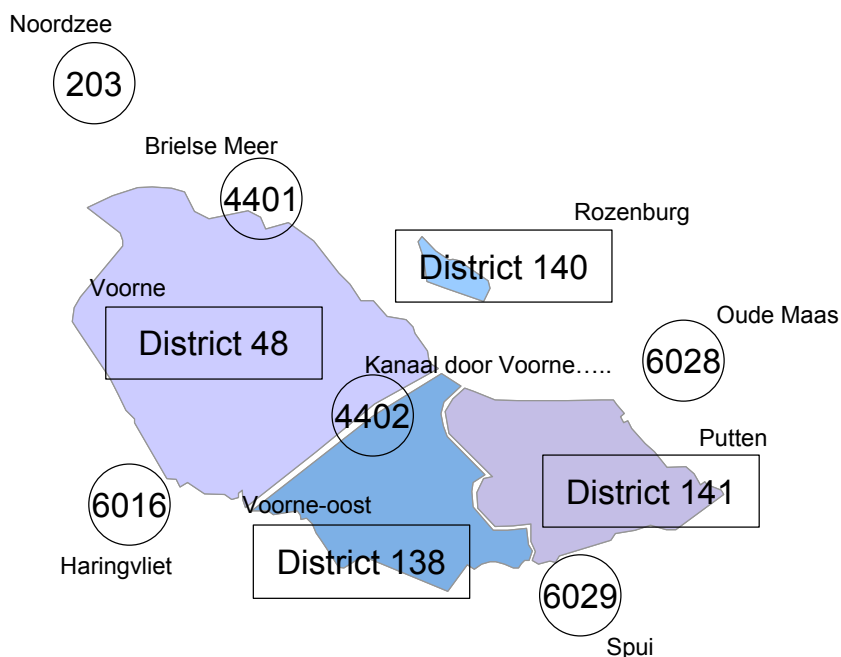 Noordzee
203
Brielse Meer
4401
Rozenburg
District 140
Voorne
District 48
Oude Maas
6028
Kanaal door Voorne…..
4402
Putten
District 141
6016
Haringvliet
Voorne-oost
District 138
6029
Spui